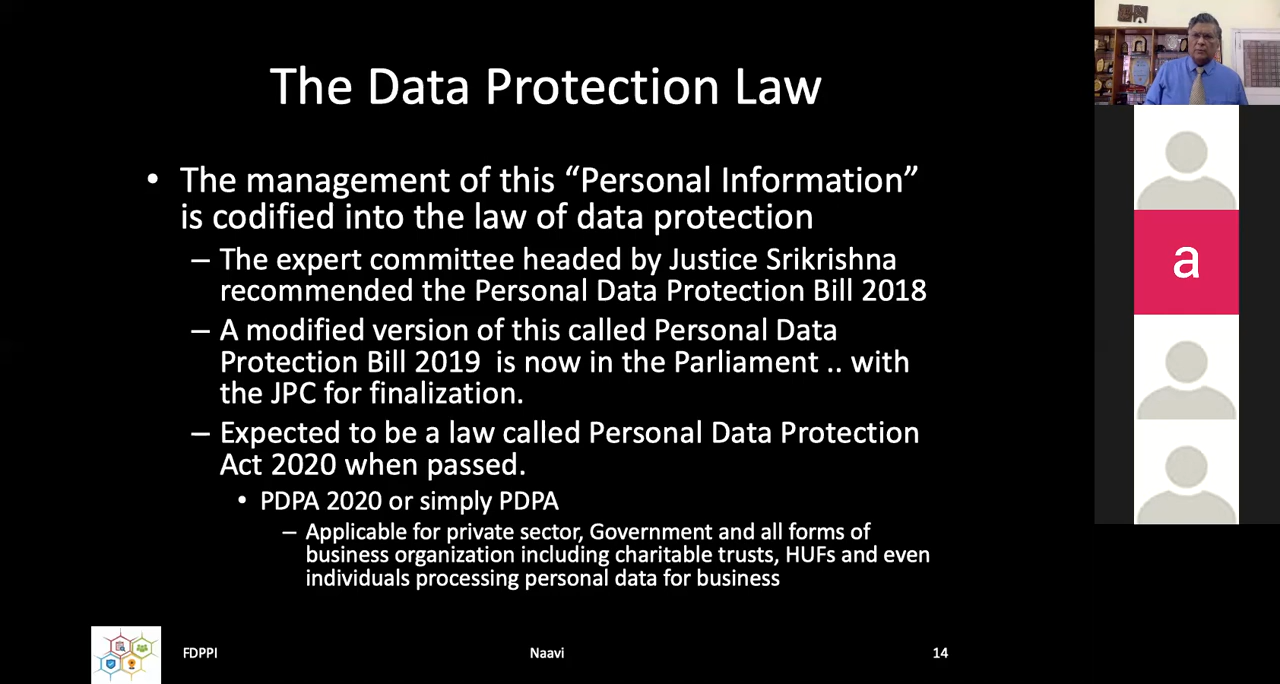 The Data Protection Law
• The management of this “Personal Information”
is codified into the law of data protection
– The expert committee headed by Justice Srikrishna
recommended the Personal Data Protection Bill 2018
– A modified version of this called Personal Data
Protection Bill 2019 is now in the Parliament .. with
the JPC for finalization.
– Expected to be a law called Personal Data Protection
Act 2020 when passed.
• PDPA 2020 or simply PDPA
– Applicable for private sector, Government and all forms of
business organization including charitable trusts, HUFs and even
individuals processing personal data for business
a
FDPPI Naavi 14